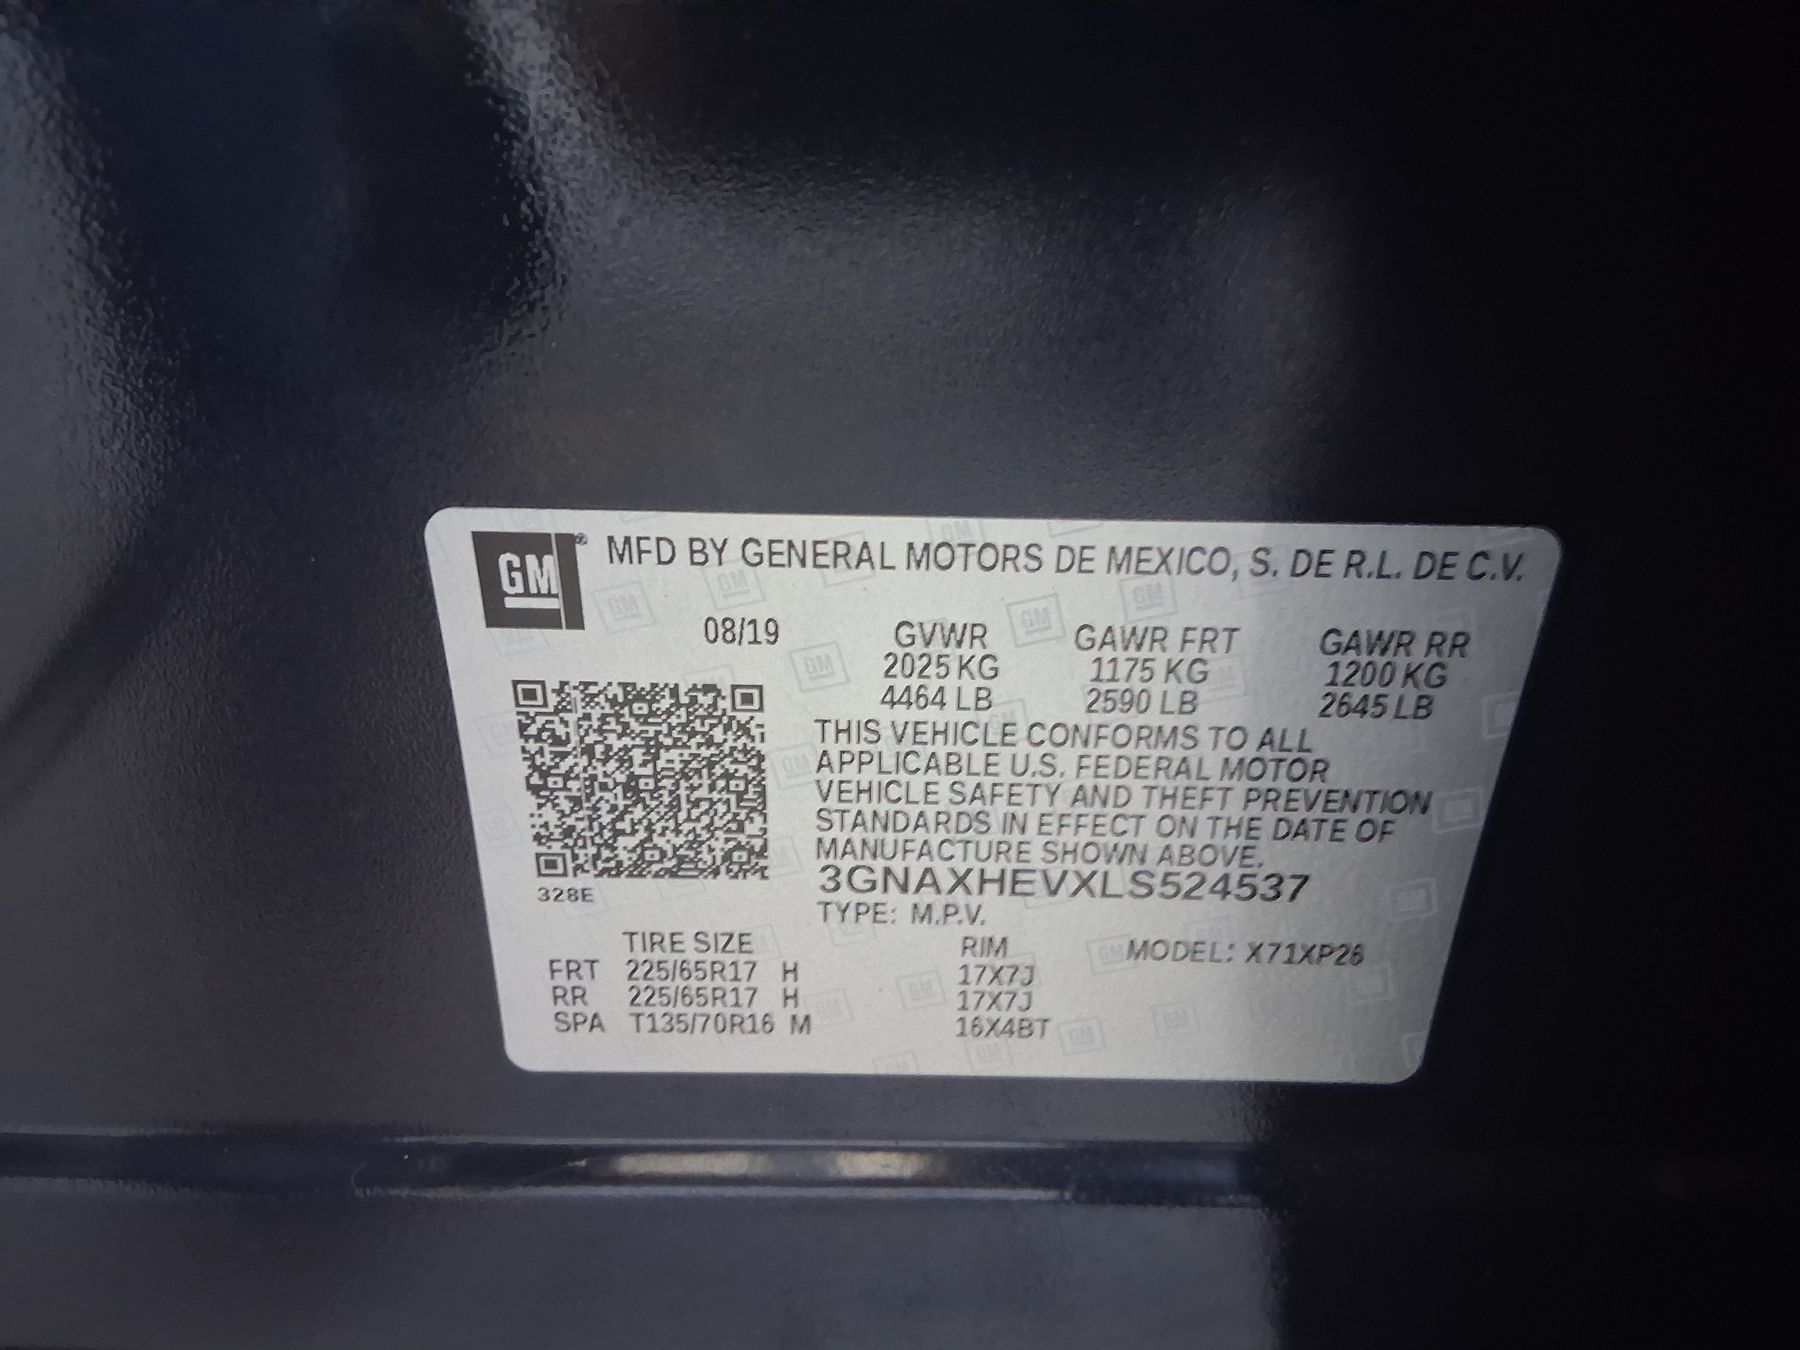 GM® MFD BY GENERAL MOTORS DE MEXICO, S. DE R.L. DE C.V.
08/19 GVWR GAWR FRT GAWR RR
2025 KG 1175 KG 1200 KG
4464 LB 2590 LB 2645 LB
THIS VEHICLE CONFORMS TO ALL
APPLICABLE U.S. FEDERAL MOTOR
VEHICLE SAFETY AND THEFT PREVENTION
STANDARDS IN EFFECT ON THE DATE OF
MANUFACTURE SHOWN ABOVE.
3GNAXHEVXLS524537
328E
TYPE: M.P.V.
TIRE SIZE RIM MODEL: X71XP26
FRT 225/65R17 H 17X7J
RR 225/65R17 H 17X7J
SPA T135/70R16 M 16X4BT